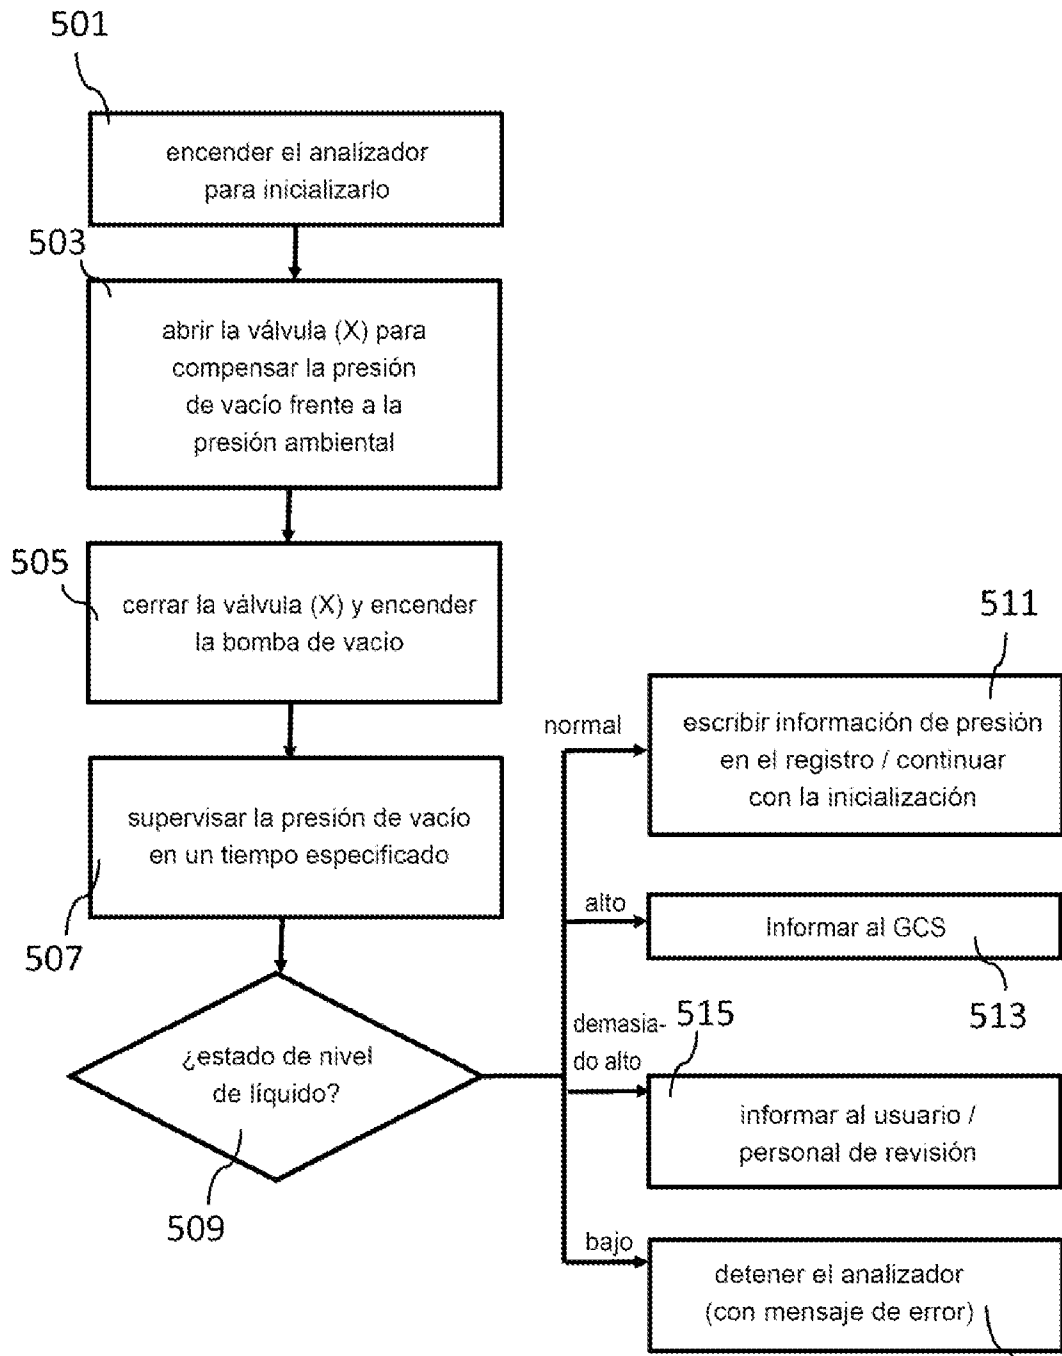 501
encender el analizador
para inicializarlo
503
abrir la válvula (X) para
compensar la presión
de vacío frente a la
presión ambiental
505
cerrar la válvula (X) y encender
la bomba de vacío
507
supervisar la presión de vacío
en un tiempo especificado
509
¿estado de nivel
de líquido?
normal
511
escribir información de presión
en el registro / continuar
con la inicialización
alto
Informar al GCS
513
demasia-
do alto
515
informar al usuario /
personal de revisión
bajo
detener el analizador
(con mensaje de error)